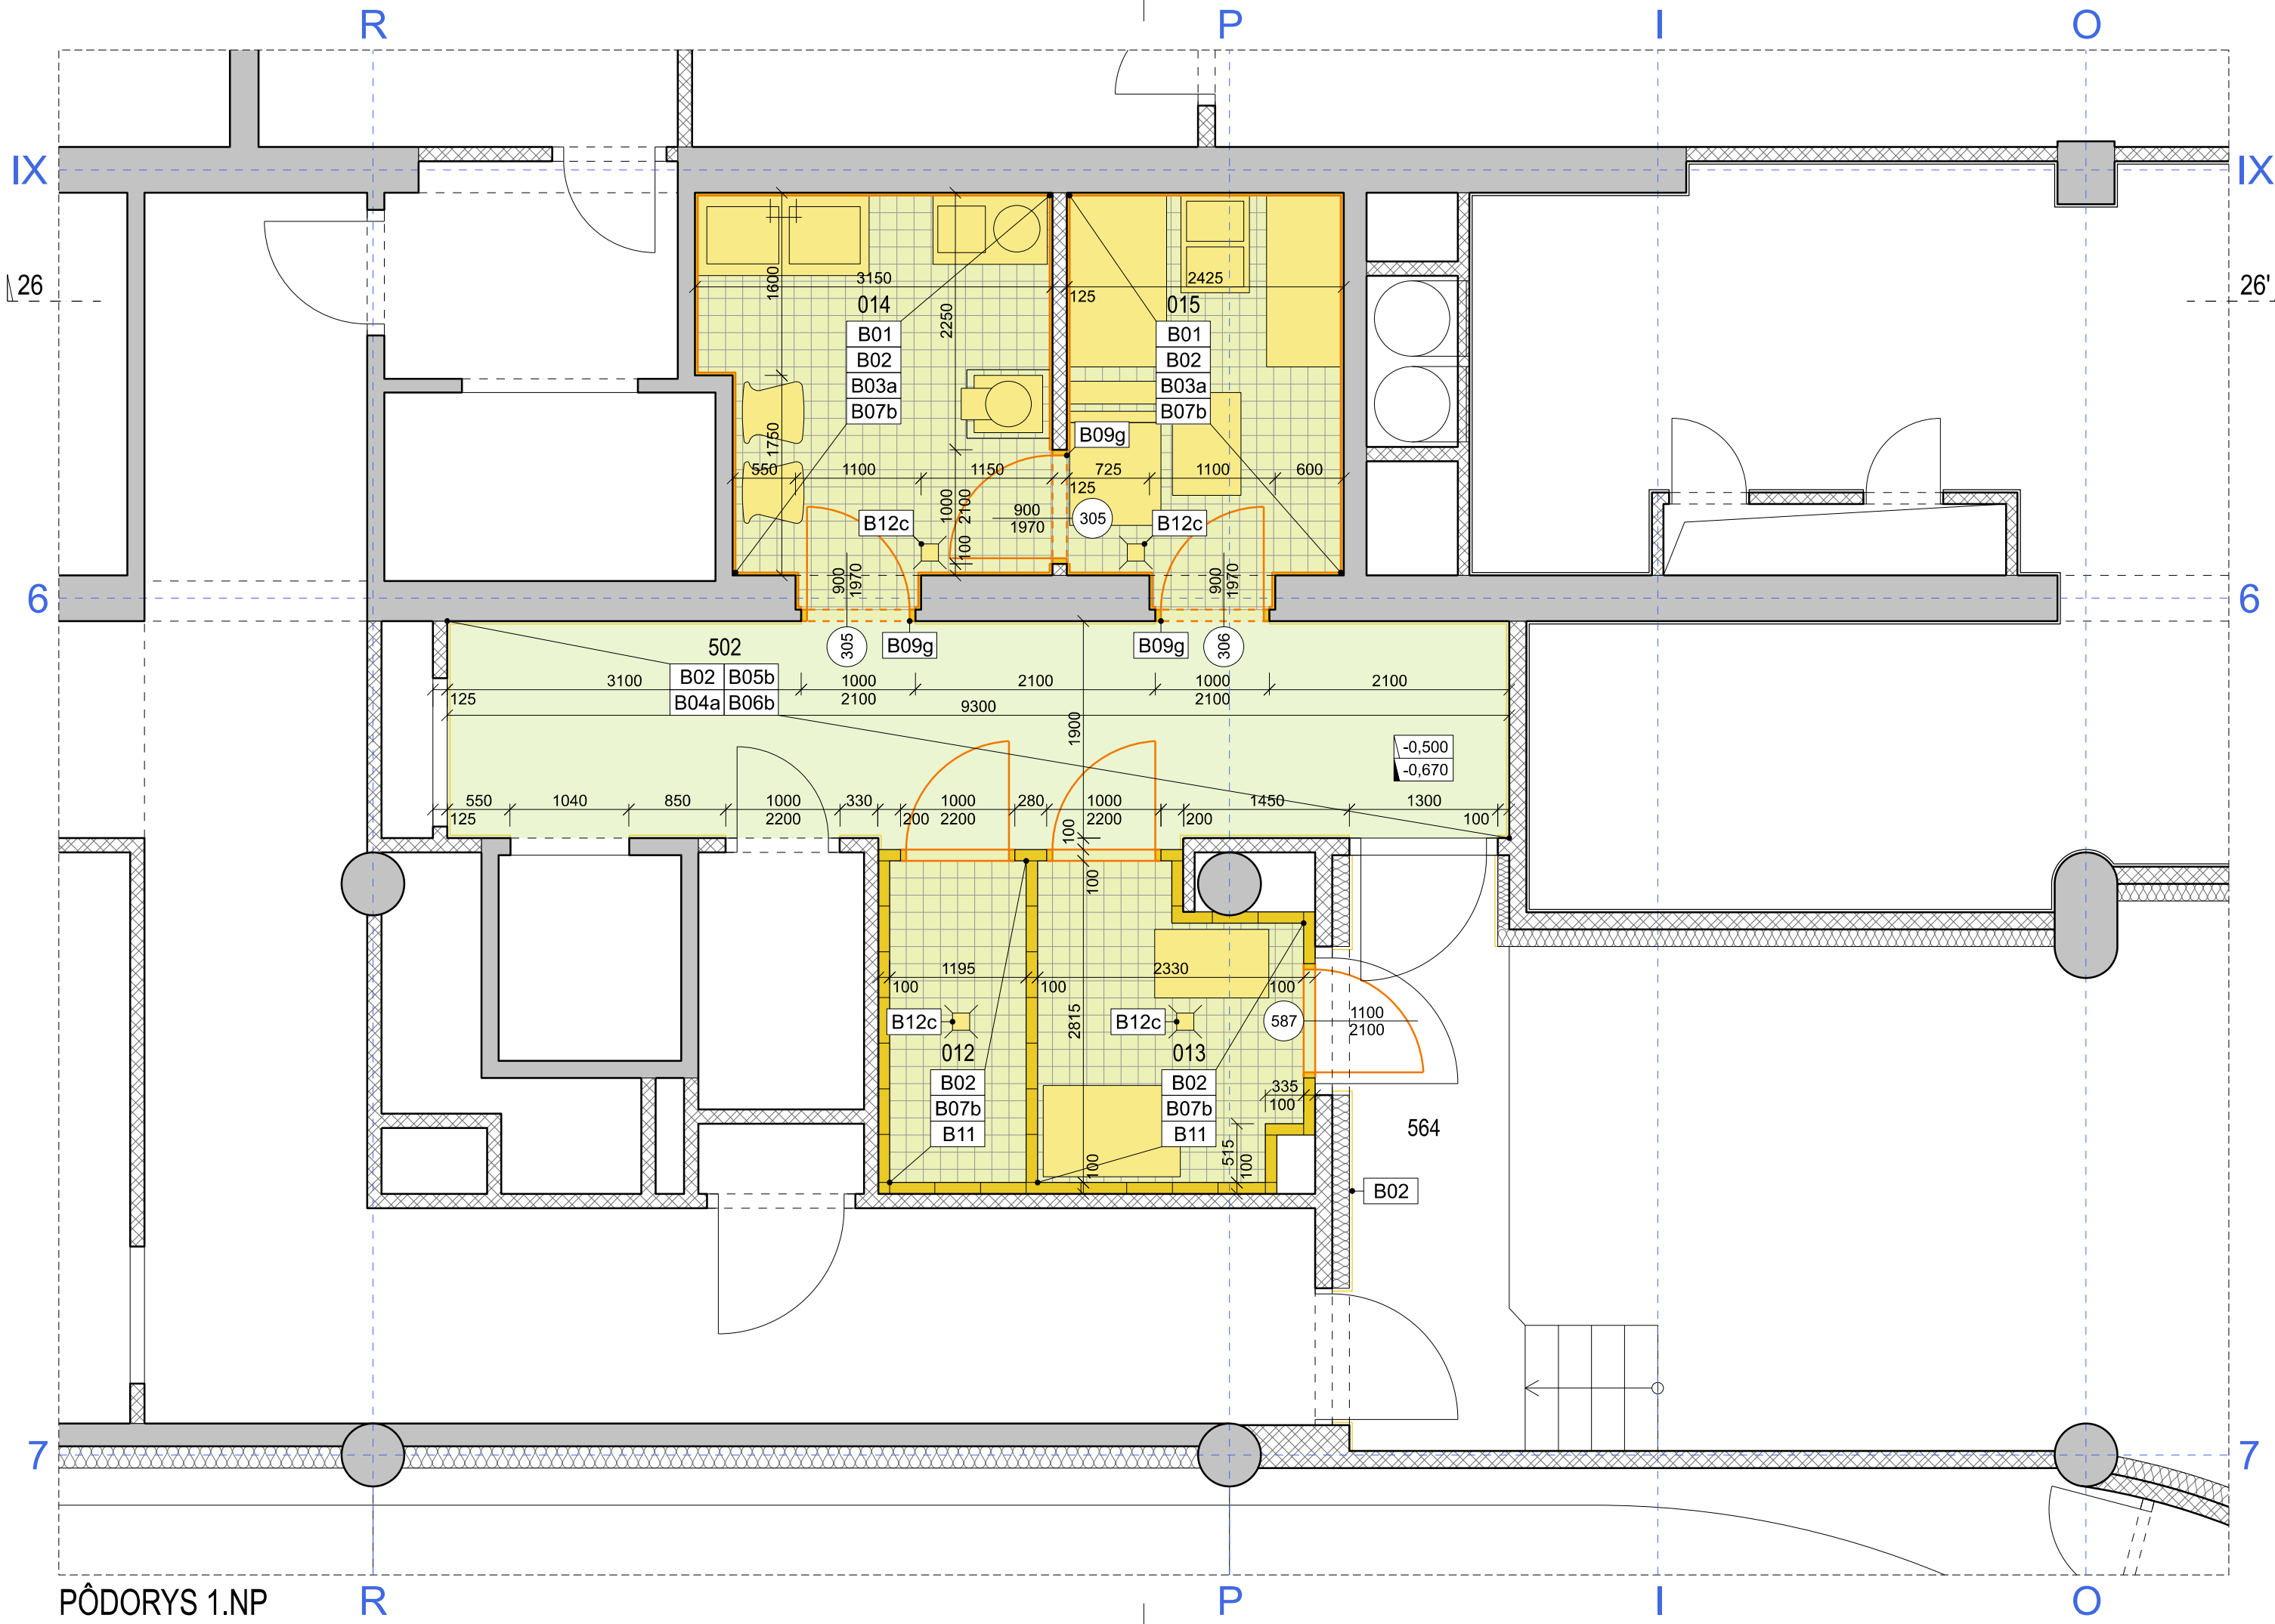 R P I O
IX IX
26 26'
1600
3150
014
2250
2425
125
015
B01
B02
B03a
B07b
B01
B02
B03a
B07b
1750
B09g
550 1100 1150 725 1100 600
125
1000
2100
100
B12c
900
1970
305
B12c
900
1970
900
1970
6 6
502
305
B09g
B09g
306
B02 B05b
B04a B06b
3100 1000 2100 1000 2100
125 2100 2100
9300
1900
-0,500
-0,670
550 1040 850 1000 330 1000 280 1000 1450 1300
125 2200 200 2200 2200 200 100
100
100
1195 2330
100 100 100
2815
B12c
B12c
587
1100
2100
012
013
B02
B07b
B11
B02
B07b
B11
335
100
564
515
100
100
B02
7 7
PÔDORYS 1.NP
R P I O